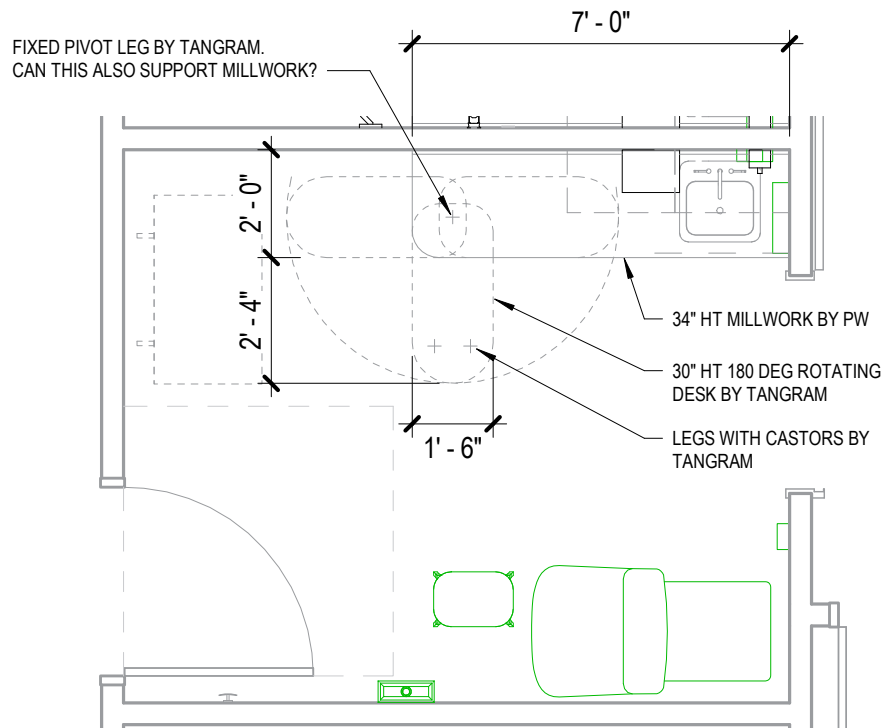 7' - 0"
FIXED PIVOT LEG BY TANGRAM.
CAN THIS ALSO SUPPORT MILLWORK?
2' - 0"
2' - 4"
34" HT MILLWORK BY PW
30" HT 180 DEG ROTATING
DESK BY TANGRAM
1' - 6"
LEGS WITH CASTORS BY
TANGRAM